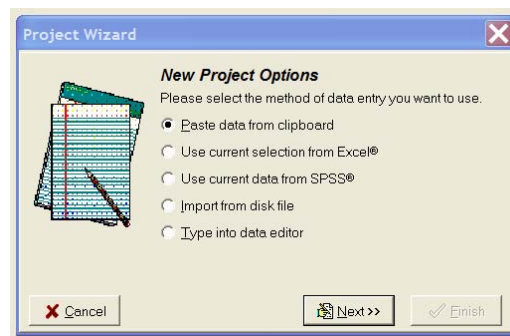 Project Wizard
New Project Options
Please select the method of data entry you want to use.
Paste data from clipboard
Use current selection from Excel®
Use current data from SPSS®
Import from disk file
Type into data editor
Cancel
Next >>
Finish